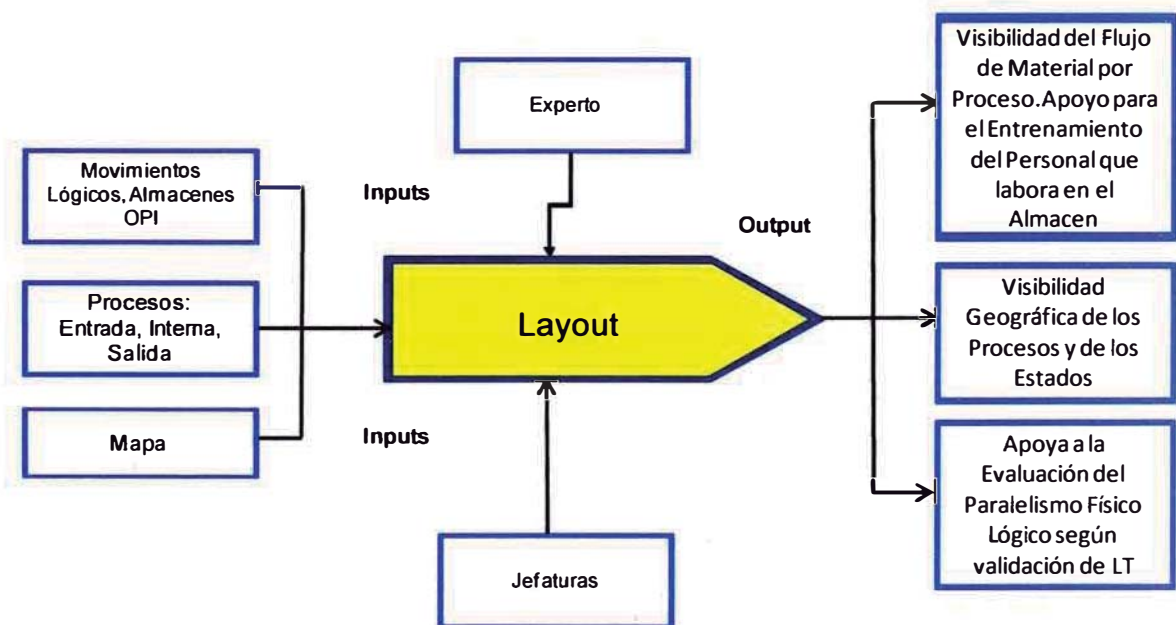 Movimientos
Lógicos, Almacenes
OPI
Procesos:
Entrada, Interna,
Salida
Mapa
Experto
Inputs
Layout
Inputs
Jefaturas
Output
Visibilidad del Flujo
de Material por
Proceso.Apoyo para
el Entrenamiento
del Personal que
labora en el
Almacen
Visibilidad
Geográfica de los
Procesos y de los
Estados
Apoya a la
Evaluación del
Paralelismo Físico
Lógico según
validación de LT